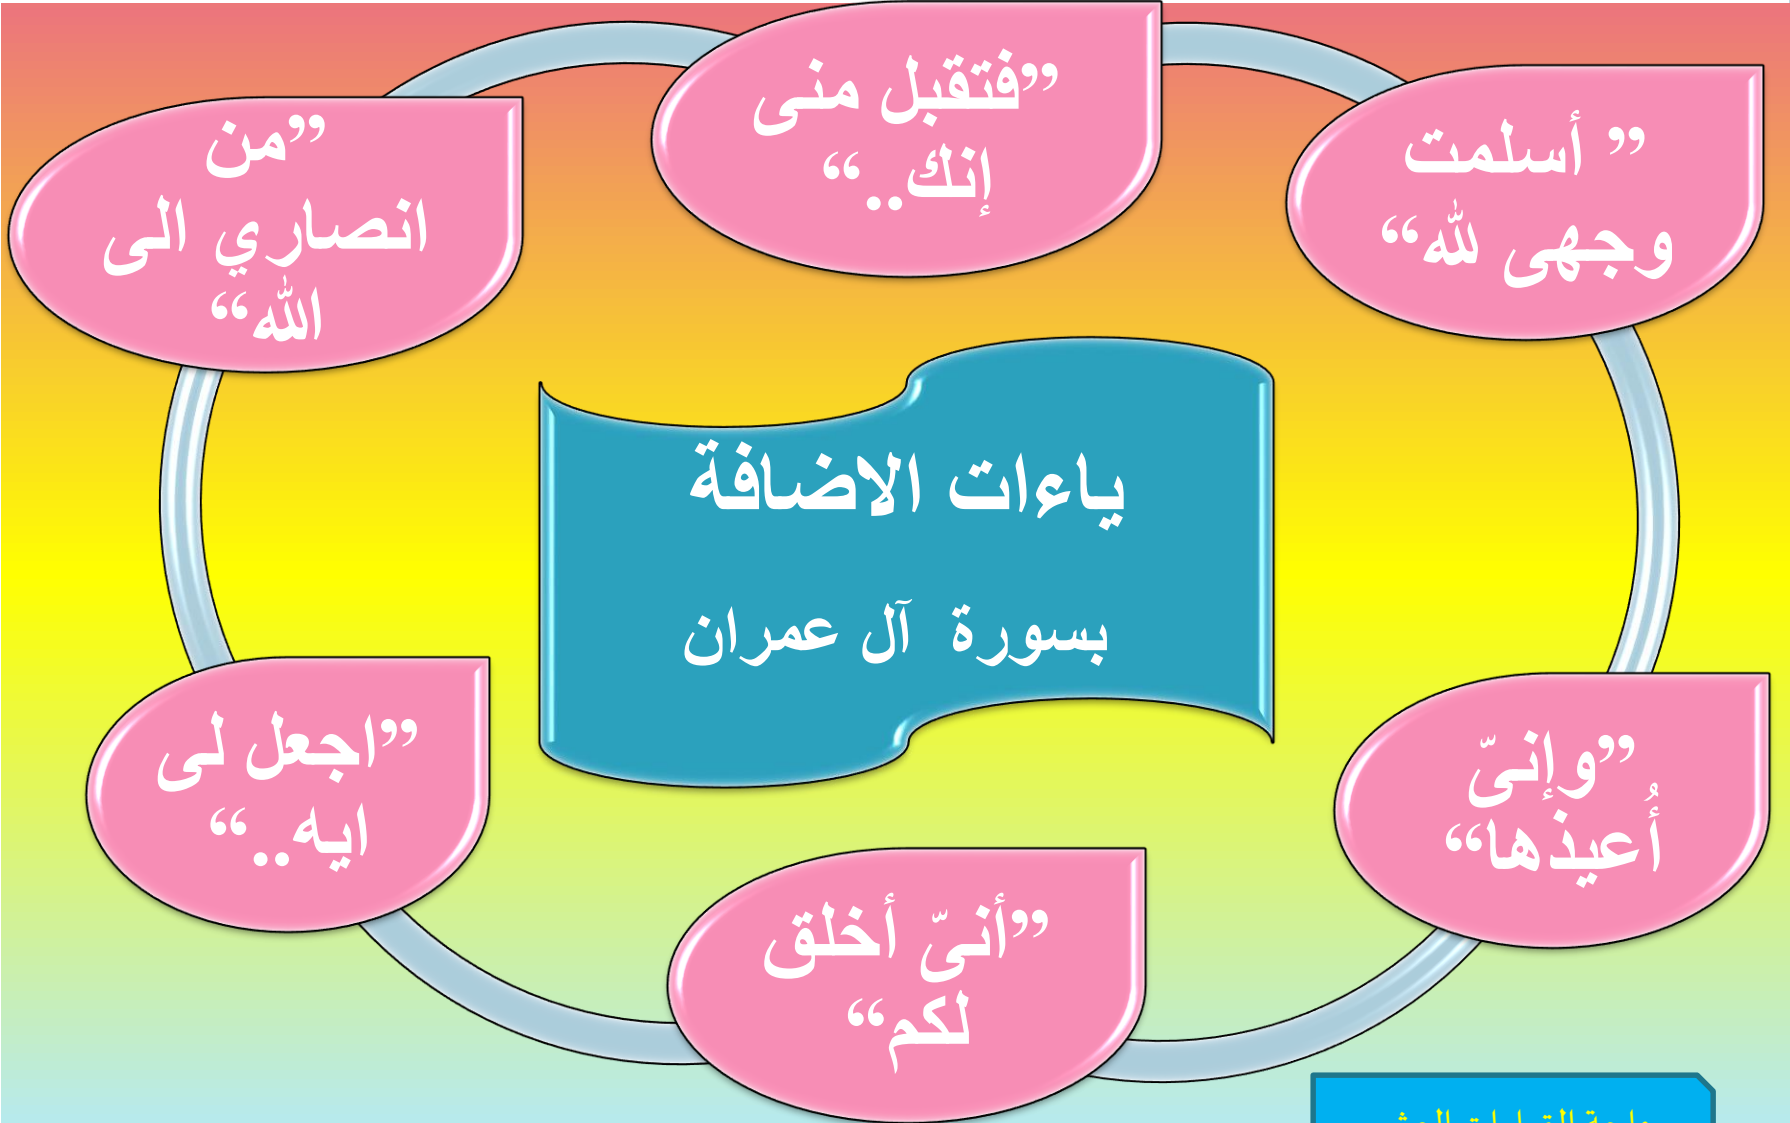 ”فتقبل منى
إنك..“
” أسلمت
وجهى لله“
”من
انصاري الى
الله“
ياءات الاضافة
بسورة آل عمران
”وإنىّ
أُعيذها“
”اجعل لى
ايه..“
”أنىّ أخلق
لكم“